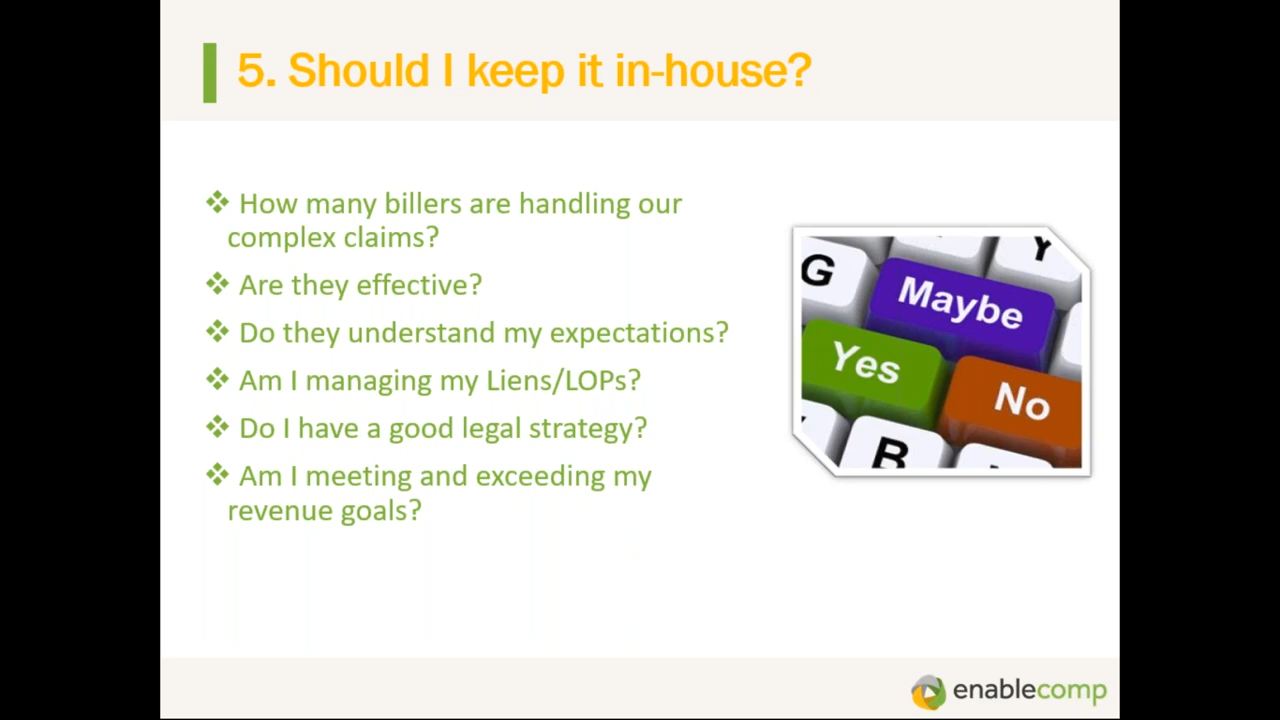 5. Should I keep it in-house?
❖ How many billers are handling our
complex claims?
❖ Are they effective?
❖ Do they understand my expectations?
❖ Am I managing my Liens/LOPs?
❖ Do I have a good legal strategy?
❖ Am I meeting and exceeding my
revenue goals?
G
Y
Maybe
Yes
No
B
enablecomp